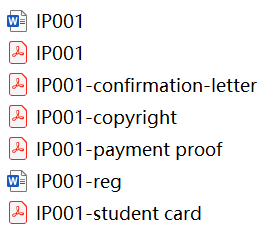 IP001
IP001
IP001-confirmation-letter
IP001-copyright
IP001-payment proof
IP001-reg
IP001-student card